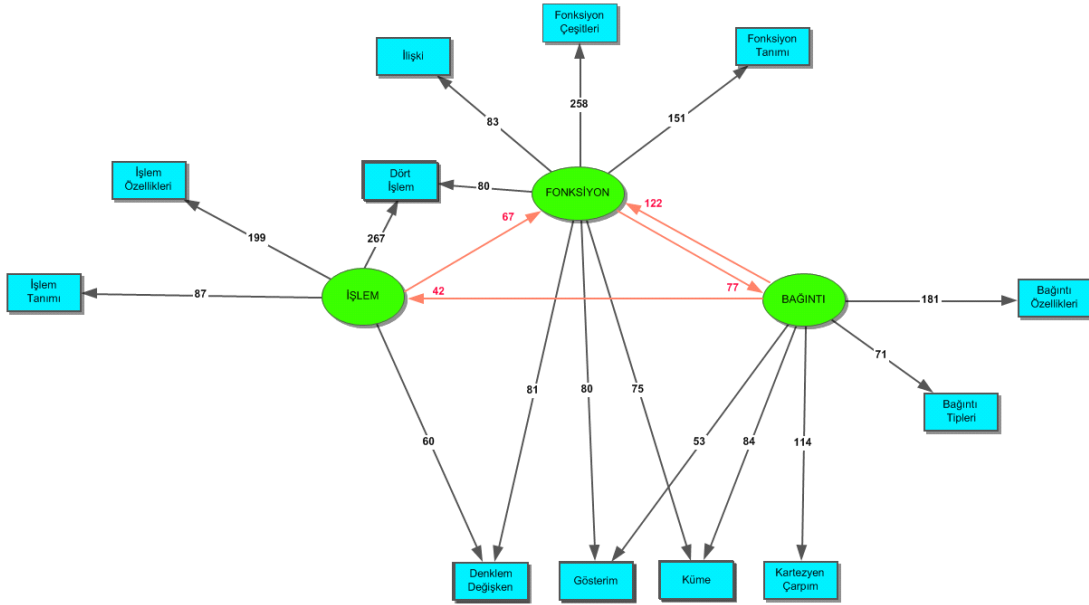 Fonksiyon
Çeşitleri
Fonksiyon
Tanımı
İlişki
258
151
83
İşlem
Özellikleri
Dört
İşlem
80
FONKSİYON
67
122
199
267
İşlem
Tanımı
87
İŞLEM
42
77
BAĞINTI
181
Bağıntı
Özellikleri
71
81
80
75
Bağıntı
Tipleri
60
53
84
114
Denklem
Değişken
Gösterim
Küme
Kartezyen
Çarpım